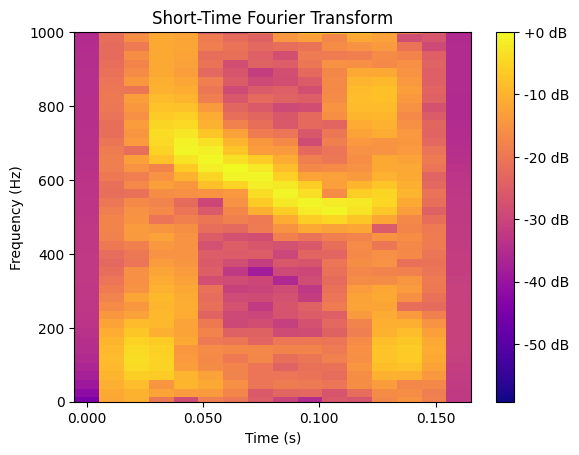 Short-Time Fourier Transform
1000
800
600
400
200
0
Frequency (Hz)
0.000
0.050
0.100
0.150
Time (s)
+0 dB
-10 dB
-20 dB
-30 dB
-40 dB
-50 dB